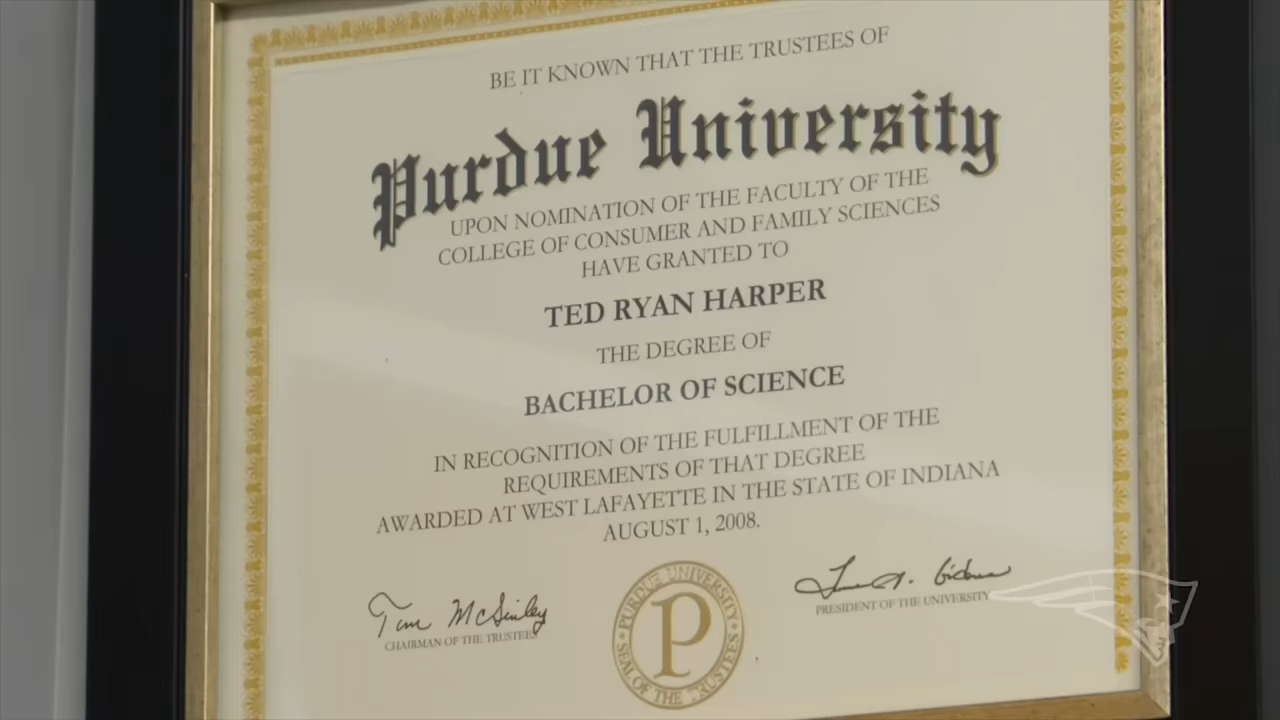 BE IT KNOWN THAT THE TRUSTEES OF
Purdue University
UPON NOMINATION OF THE FACULTY OF THE
COLLEGE OF CONSUMER AND FAMILY SCIENCES
HAVE GRANTED TO
TED RYAN HARPER
THE DEGREE OF
BACHELOR OF SCIENCE
IN RECOGNITION OF THE FULFILLMENT OF THE
REQUIREMENTS OF THAT DEGREE
AWARDED AT WEST LAFAYETTE IN THE STATE OF INDIANA
AUGUST 1, 2008.
Tim McGinley
CHAIRMAN OF THE TRUSTEES
PURDUE UNIVERSITY
P
SEAL OF THE TRUSTEES
PRESIDENT OF THE UNIVERSITY